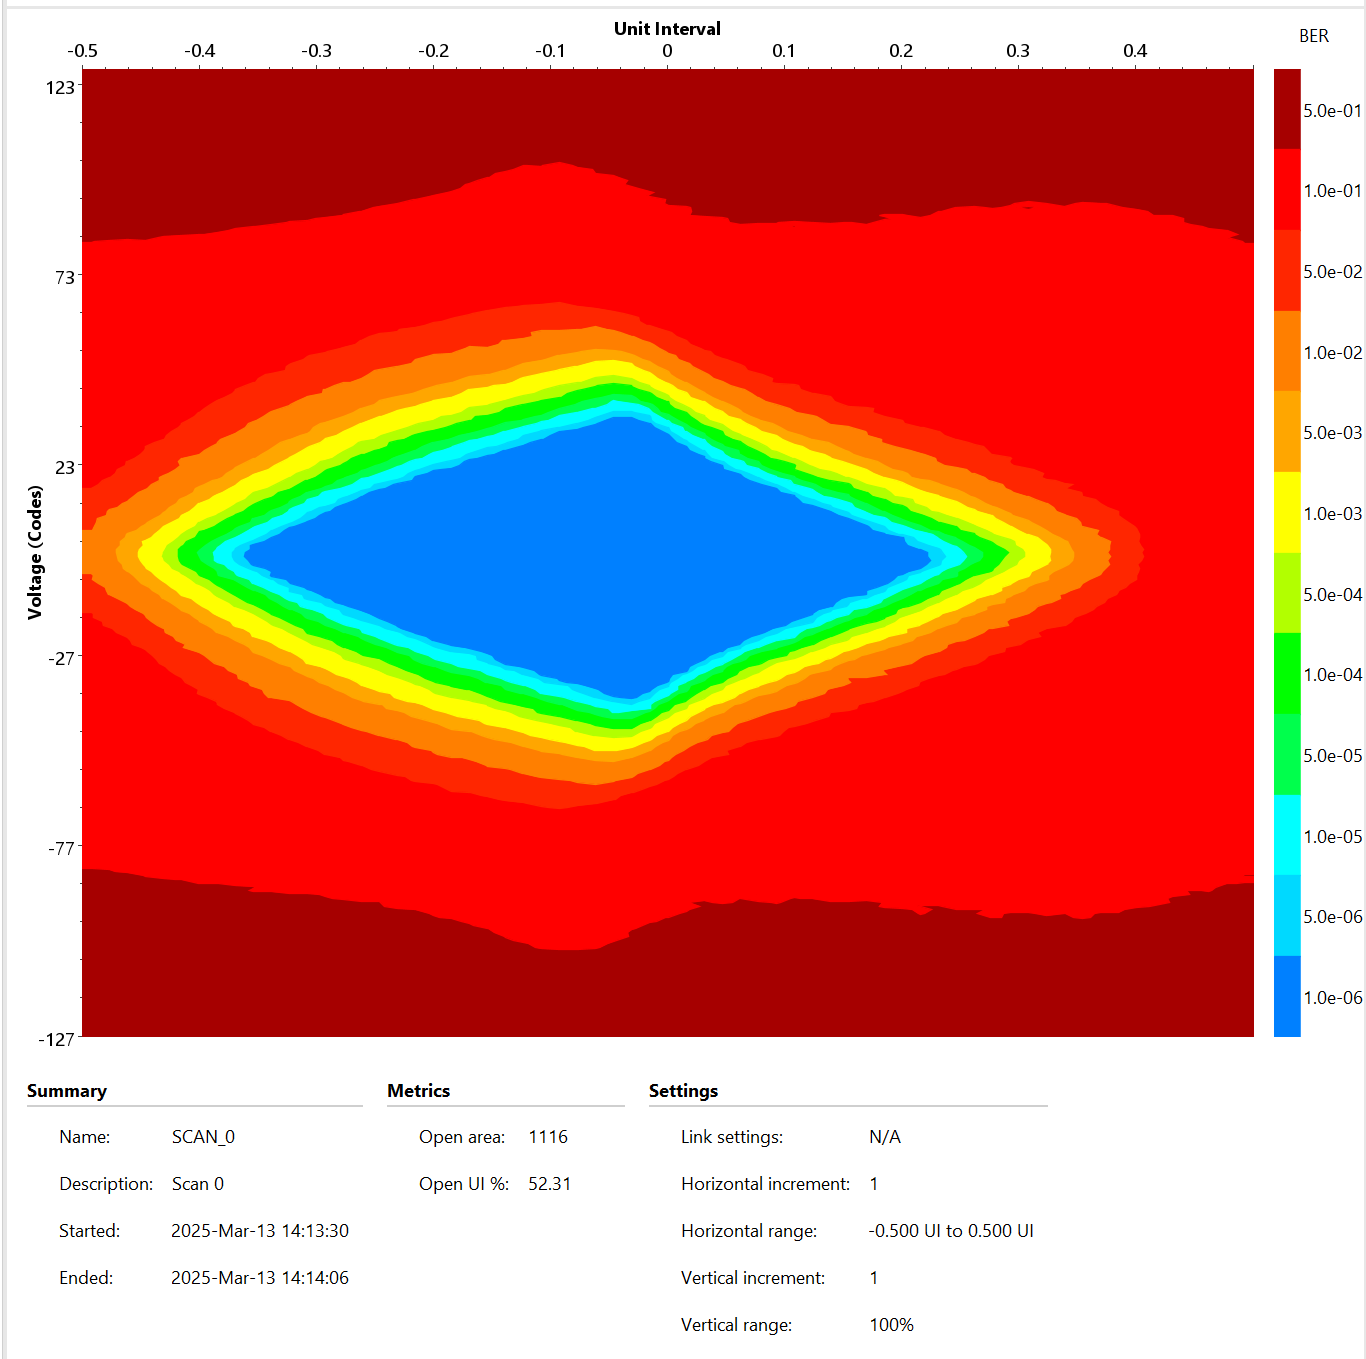 Unit Interval
BER
-0.5 -0.4 -0.3 -0.2 -0.1 0 0.1 0.2 0.3 0.4
123
73
23
-27
-77
-127
Voltage (Codes)
5.0e-01
1.0e-01
5.0e-02
1.0e-02
5.0e-03
1.0e-03
5.0e-04
1.0e-04
5.0e-05
1.0e-05
5.0e-06
1.0e-06
Summary
Name: SCAN_0
Description: Scan 0
Started: 2025-Mar-13 14:13:30
Ended: 2025-Mar-13 14:14:06
Metrics
Open area: 1116
Open UI %: 52.31
Settings
Link settings: N/A
Horizontal increment: 1
Horizontal range: -0.500 UI to 0.500 UI
Vertical increment: 1
Vertical range: 100%